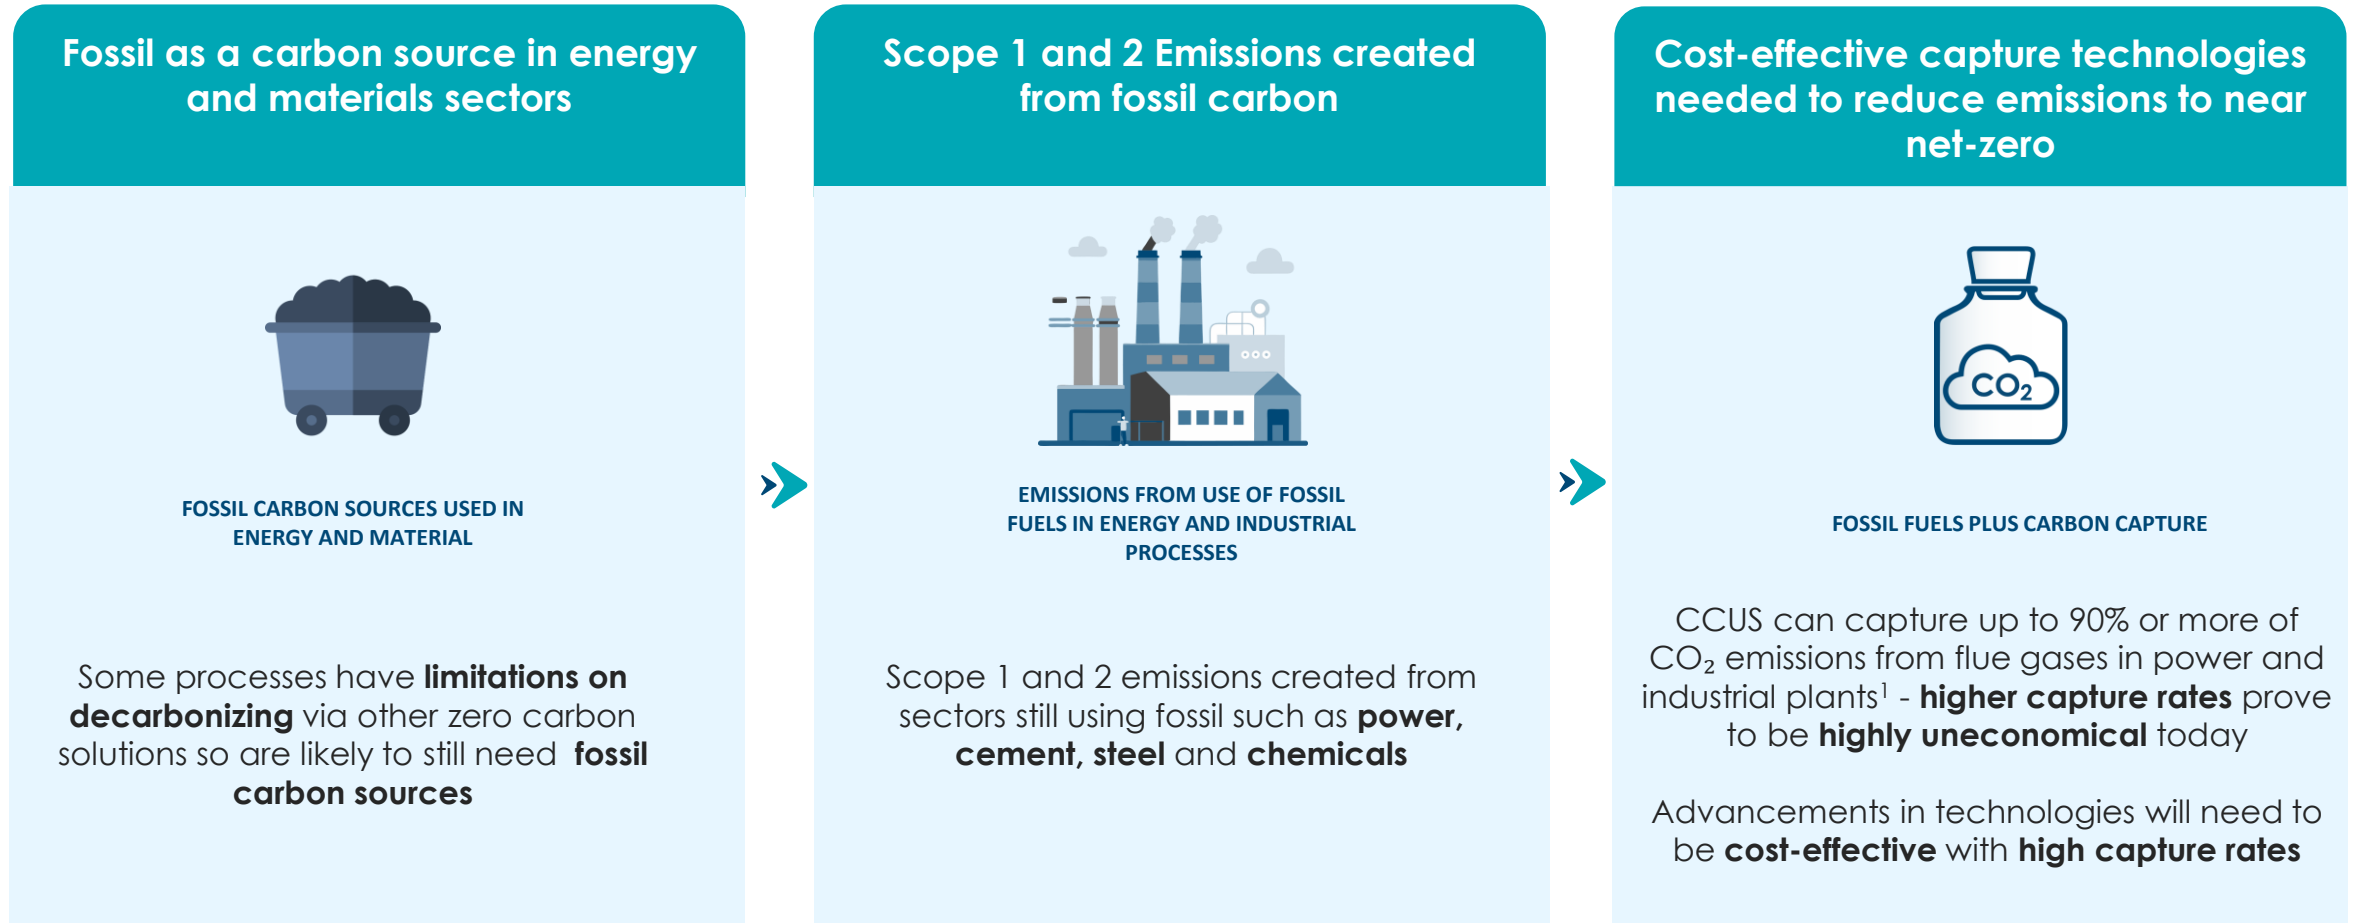 Fossil as a carbon source in energy
and materials sectors
FOSSIL CARBON SOURCES USED IN
ENERGY AND MATERIAL
Some processes have limitations on
decarbonizing via other zero carbon
solutions so are likely to still need fossil
carbon sources
Scope 1 and 2 Emissions created
from fossil carbon
EMISSIONS FROM USE OF FOSSIL
FUELS IN ENERGY AND INDUSTRIAL
PROCESSES
Scope 1 and 2 emissions created from
sectors still using fossil such as power,
cement, steel and chemicals
Cost-effective capture technologies
needed to reduce emissions to near
net-zero
CO₂
FOSSIL FUELS PLUS CARBON CAPTURE
CCUS can capture up to 90% or more of
CO₂ emissions from flue gases in power and
industrial plants¹ - higher capture rates prove
to be highly uneconomical today
Advancements in technologies will need to
be cost-effective with high capture rates